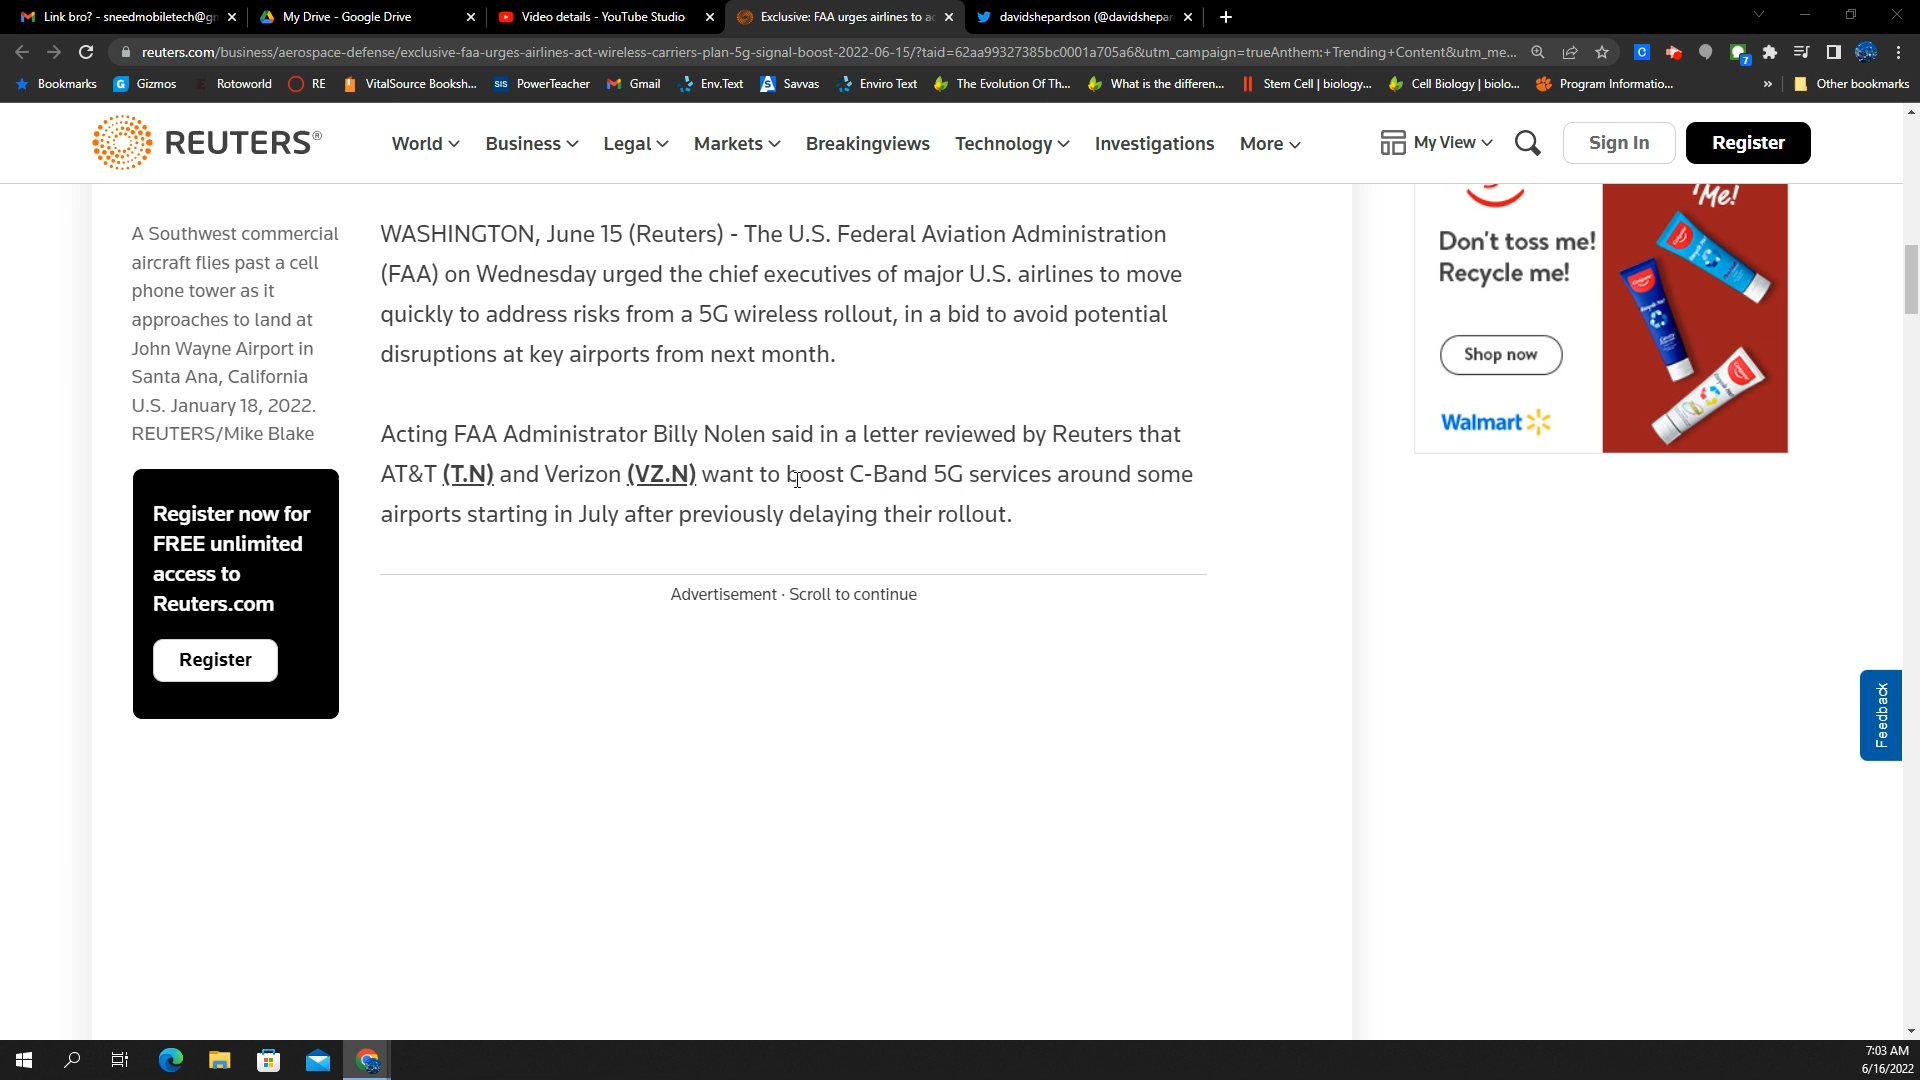 Link bro? - sneedmobiletech@gm
My Drive - Google Drive
Video details - YouTube Studio
Exclusive: FAA urges airlines to ac
davidshepardson (@davidshepar
reuters.com/business/aerospace-defense/exclusive-faa-urges-airlines-act-wireless-carriers-plan-5g-signal-boost-2022-06-15/?taid=62aa99327385bc0001a705a6&utm_campaign=trueAnthem:+Trending+Content&utm_me...
Bookmarks
Gizmos
Rotoworld
RE
VitalSource Booksh...
SIS
PowerTeacher
Gmail
Env.Text
Savvas
Enviro Text
The Evolution Of Th...
What is the differen...
Stem Cell | biology...
Cell Biology | biolo...
Program Informatio...
Other bookmarks
REUTERS®
World
Business
Legal
Markets
Breakingviews
Technology
Investigations
More
My View
Sign In
Register
A Southwest commercial
aircraft flies past a cell
phone tower as it
approaches to land at
John Wayne Airport in
Santa Ana, California
U.S. January 18, 2022.
REUTERS/Mike Blake
Register now for
FREE unlimited
access to
Reuters.com
Register
WASHINGTON, June 15 (Reuters) - The U.S. Federal Aviation Administration
(FAA) on Wednesday urged the chief executives of major U.S. airlines to move
quickly to address risks from a 5G wireless rollout, in a bid to avoid potential
disruptions at key airports from next month.
Acting FAA Administrator Billy Nolen said in a letter reviewed by Reuters that
AT&T (T.N) and Verizon (VZ.N) want to boost C-Band 5G services around some
airports starting in July after previously delaying their rollout.
Advertisement · Scroll to continue
Me!
Don't toss me!
Recycle me!
Shop now
Walmart
Feedback
7:03 AM
6/16/2022